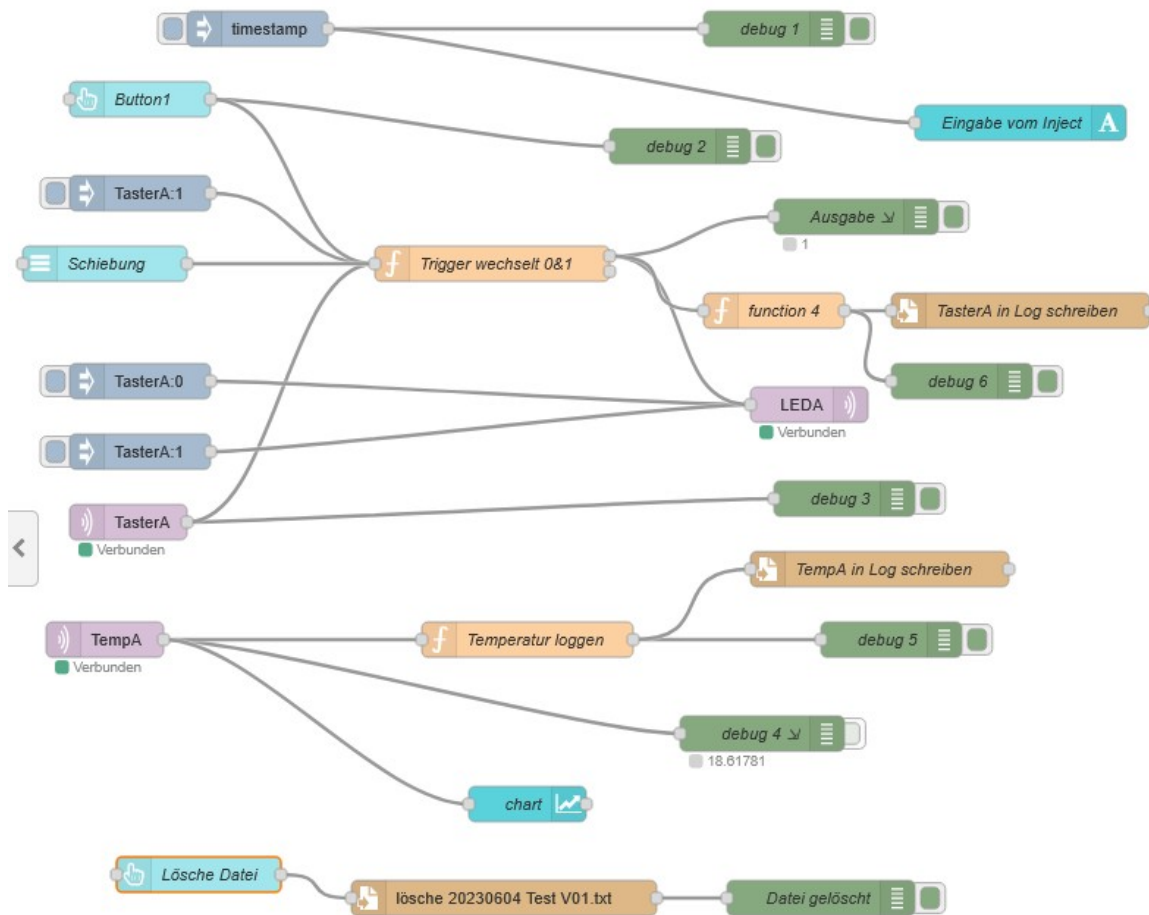 timestamp
debug 1
Button1
Eingabe vom Inject
A
debug 2
TasterA:1
Ausgabe
1
Schiebung
Trigger wechselt 0&1
function 4
TasterA in Log schreiben
TasterA:0
debug 6
LEDA
Verbunden
TasterA:1
debug 3
TasterA
Verbunden
TempA in Log schreiben
TempA
Verbunden
Temperatur loggen
debug 5
debug 4
18.61781
chart
Lösche Datei
lösche 20230604 Test V01.txt
Datei gelöscht